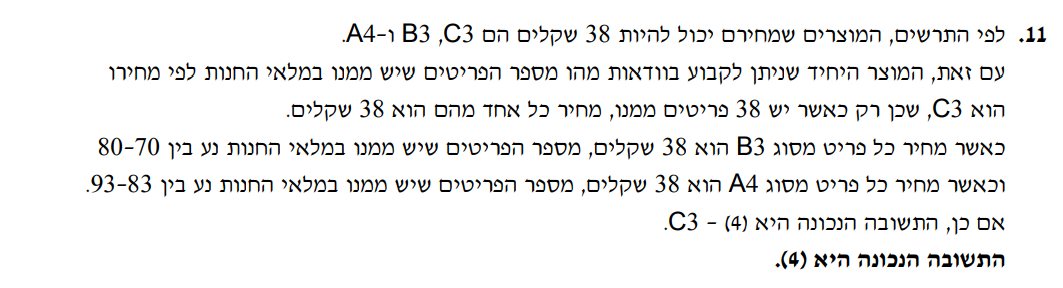 11. לפי התרשים, המוצרים שמחירם יכול להיות 38 שקלים הם B3 ,C3 ו-A4.
עם זאת, המוצר היחיד שניתן לקבוע בוודאות מהו מספר הפריטים שיש ממנו במלאי החנות לפי מחירו
הוא C3, שכן רק כאשר יש 38 פריטים ממנו, מחיר כל אחד מהם הוא 38 שקלים.
כאשר מחיר כל פריט מסוג B3 הוא 38 שקלים, מספר הפריטים שיש ממנו במלאי החנות נע בין 80-70
וכאשר מחיר כל פריט מסוג A4 הוא 38 שקלים, מספר הפריטים שיש ממנו במלאי החנות נע בין 93-83.
אם כן, התשובה הנכונה היא (4) - C3.
התשובה הנכונה היא (4).